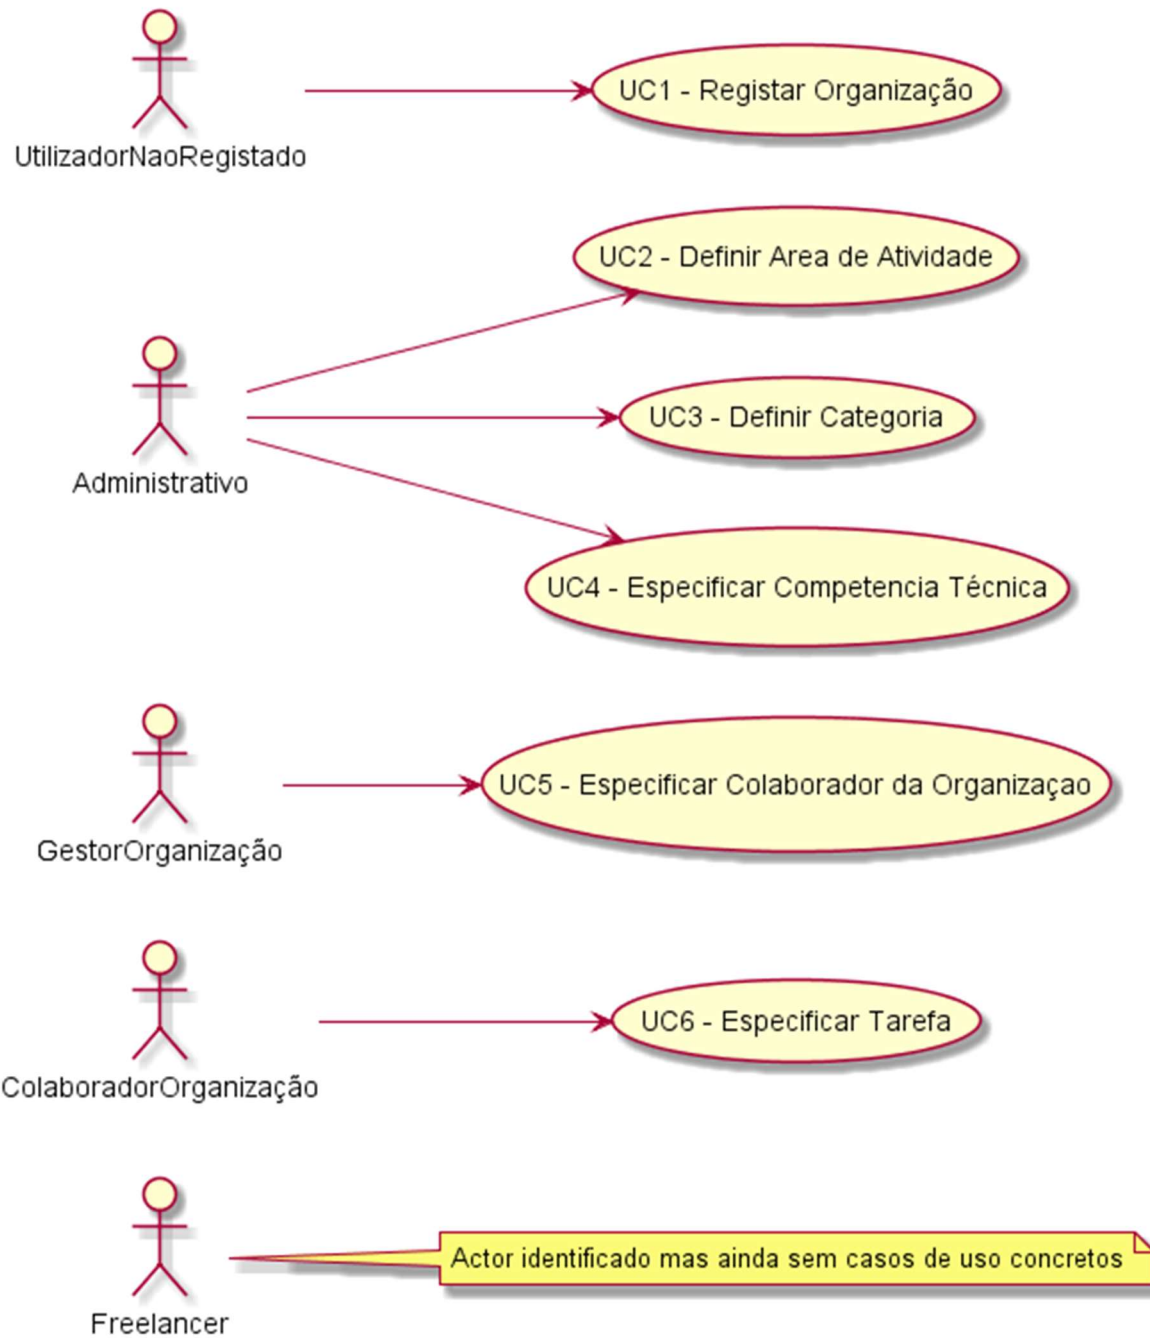 UC1 - Registar Organização
UtilizadorNaoRegistado
UC2 - Definir Area de Atividade
UC3 - Definir Categoria
Administrativo
UC4 - Especificar Competencia Técnica
UC5 - Especificar Colaborador da Organizaçao
GestorOrganização
UC6 - Especificar Tarefa
ColaboradorOrganização
Actor identificado mas ainda sem casos de uso concretos
Freelancer